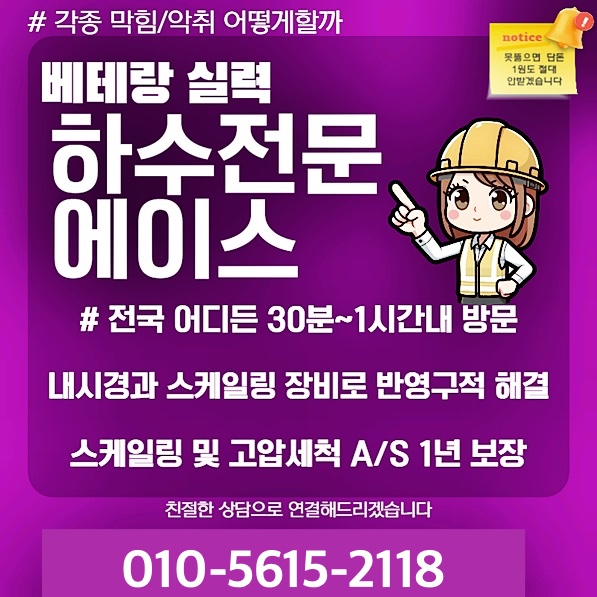 # 각종 막힘/악취 어떻게할까
notice
못뚫으면 단돈
1원도 절대
안받겠습니다
베테랑 실력
하수전문
에이스
# 전국 어디든 30분~1시간내 방문
내시경과 스케일링 장비로 반영구적 해결
스케일링 및 고압세척 A/S 1년 보장
친절한 상담으로 연결해드리겠습니다
010-5615-2118